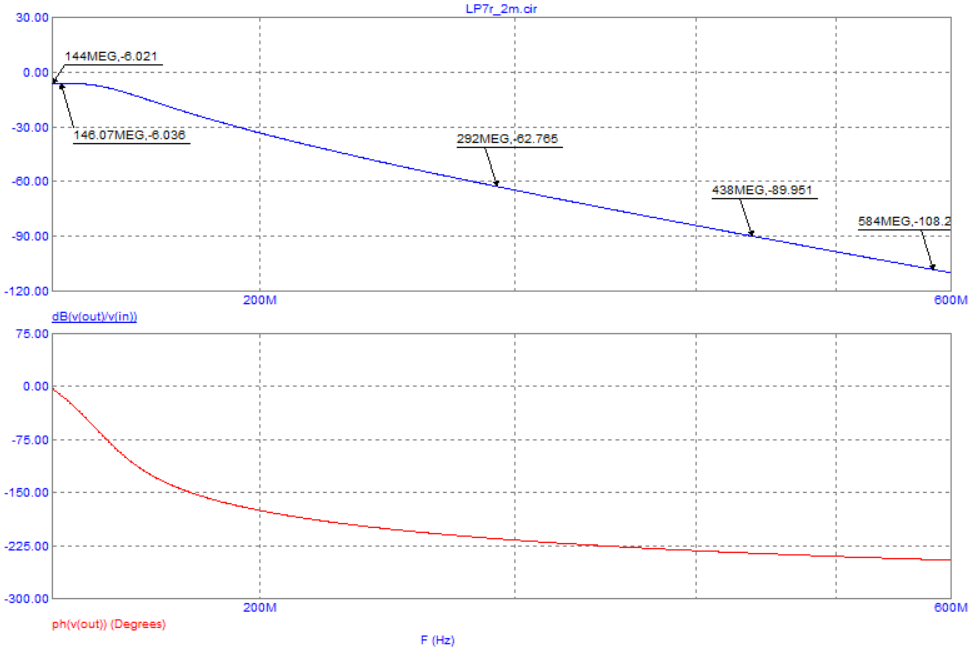 LP7r_2m.cir
30.00
144MEG,-6.021
0.00
-30.00
146.07MEG,-6.036
292MEG,-62.765
-60.00
438MEG,-89.951
-90.00
584MEG,-108.2
-120.00
200M
600M
dB(v(out)/v(in))
75.00
0.00
-75.00
-150.00
-225.00
-300.00
200M
600M
ph(v(out)) (Degrees)
F (Hz)